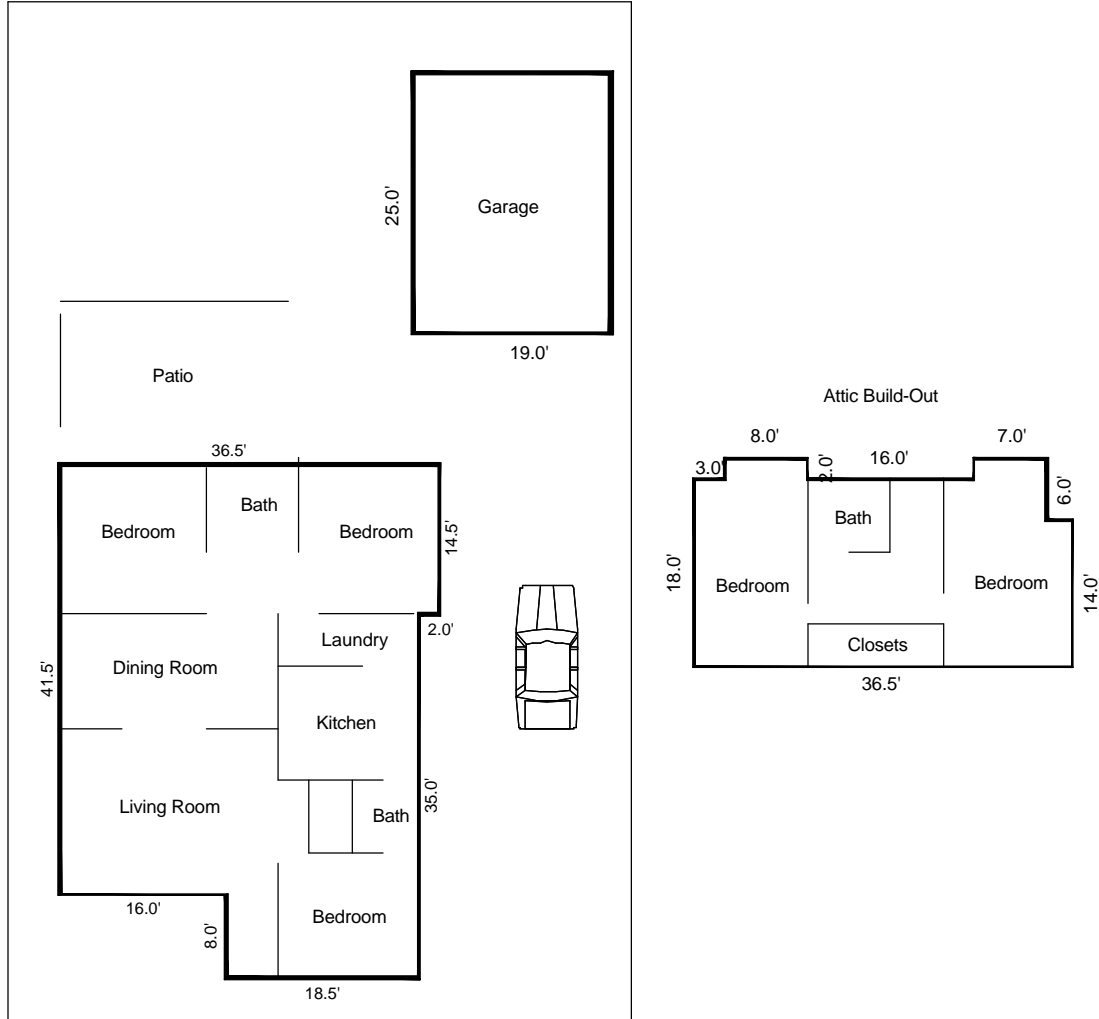 Garage
25.0'
19.0'
Patio
36.5'
Bedroom
Bath
Bedroom
14.5'
2.0'
Laundry
Dining Room
41.5'
Kitchen
Living Room
Bath
35.0'
16.0'
8.0'
Bedroom
18.5'
Attic Build-Out
8.0'
7.0'
3.0'
2.0'
16.0'
6.0'
Bath
18.0'
Bedroom
Bedroom
14.0'
Closets
36.5'